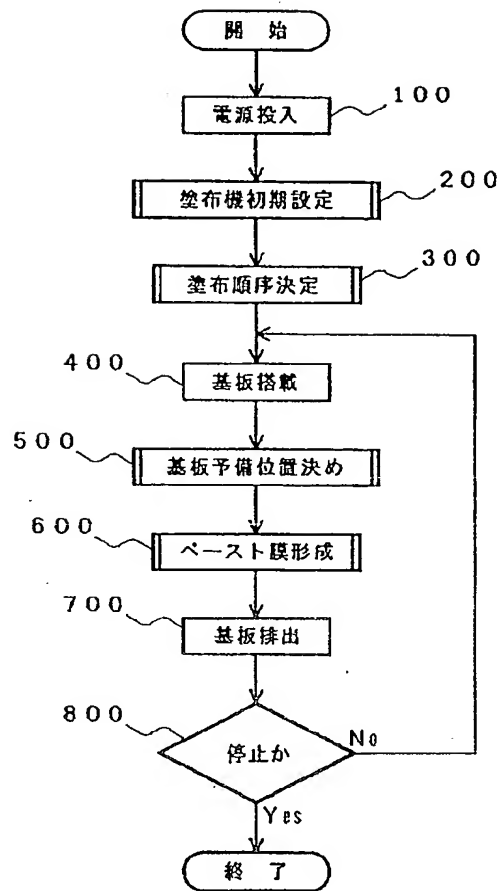 開始
電源投入
100
塗布機初期設定
200
塗布順序決定
300
400
基板搭載
500
基板予備位置決め
600
ペースト膜形成
700
基板排出
800
停止か
No
Yes
終了